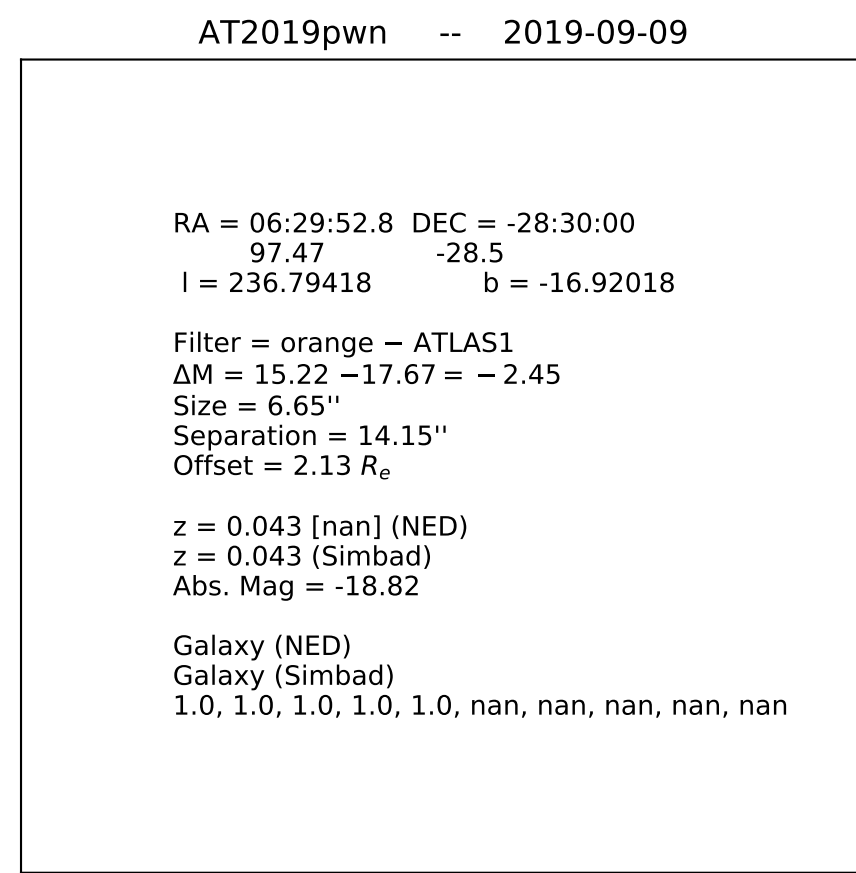 AT2019pwn -- 2019-09-09
RA = 06:29:52.8 DEC = -28:30:00
97.47 -28.5
l = 236.79418 b = -16.92018
Filter = orange − ATLAS1
ΔM = 15.22 −17.67 = −2.45
Size = 6.65''
Separation = 14.15''
Offset = 2.13 Rₑ
z = 0.043 [nan] (NED)
z = 0.043 (Simbad)
Abs. Mag = -18.82
Galaxy (NED)
Galaxy (Simbad)
1.0, 1.0, 1.0, 1.0, 1.0, nan, nan, nan, nan, nan